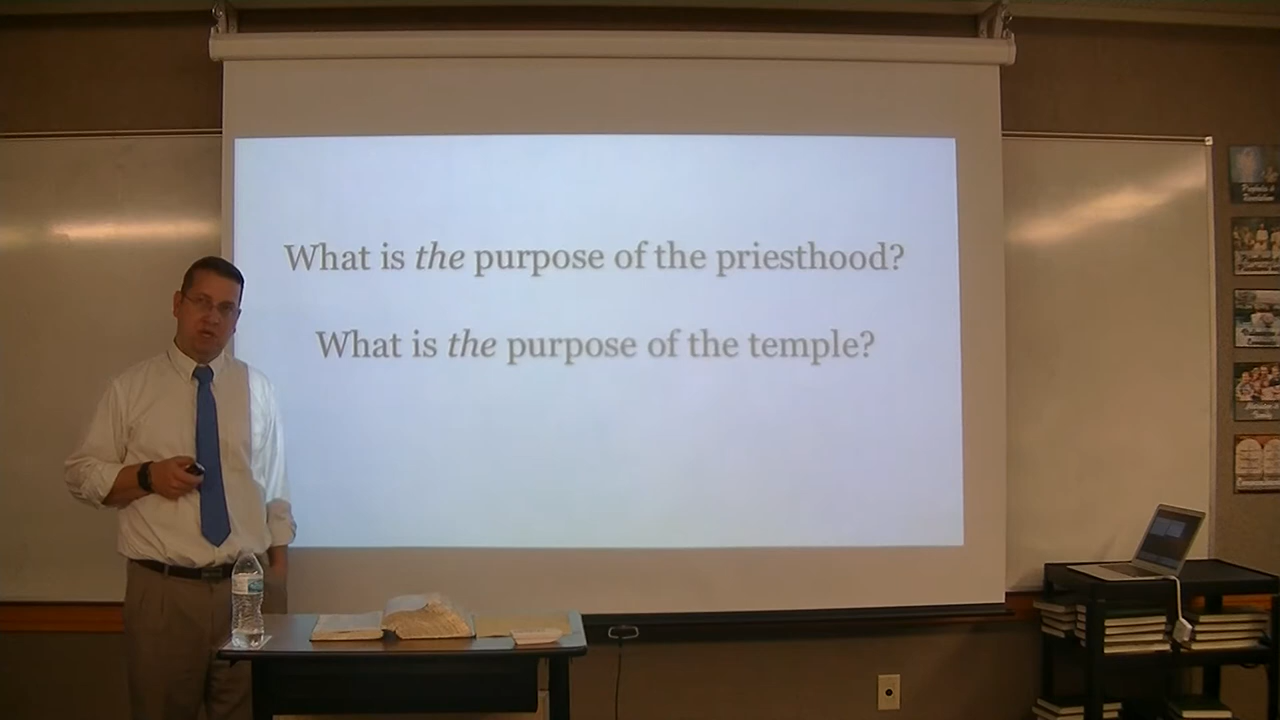 What is the purpose of the priesthood?
What is the purpose of the temple?